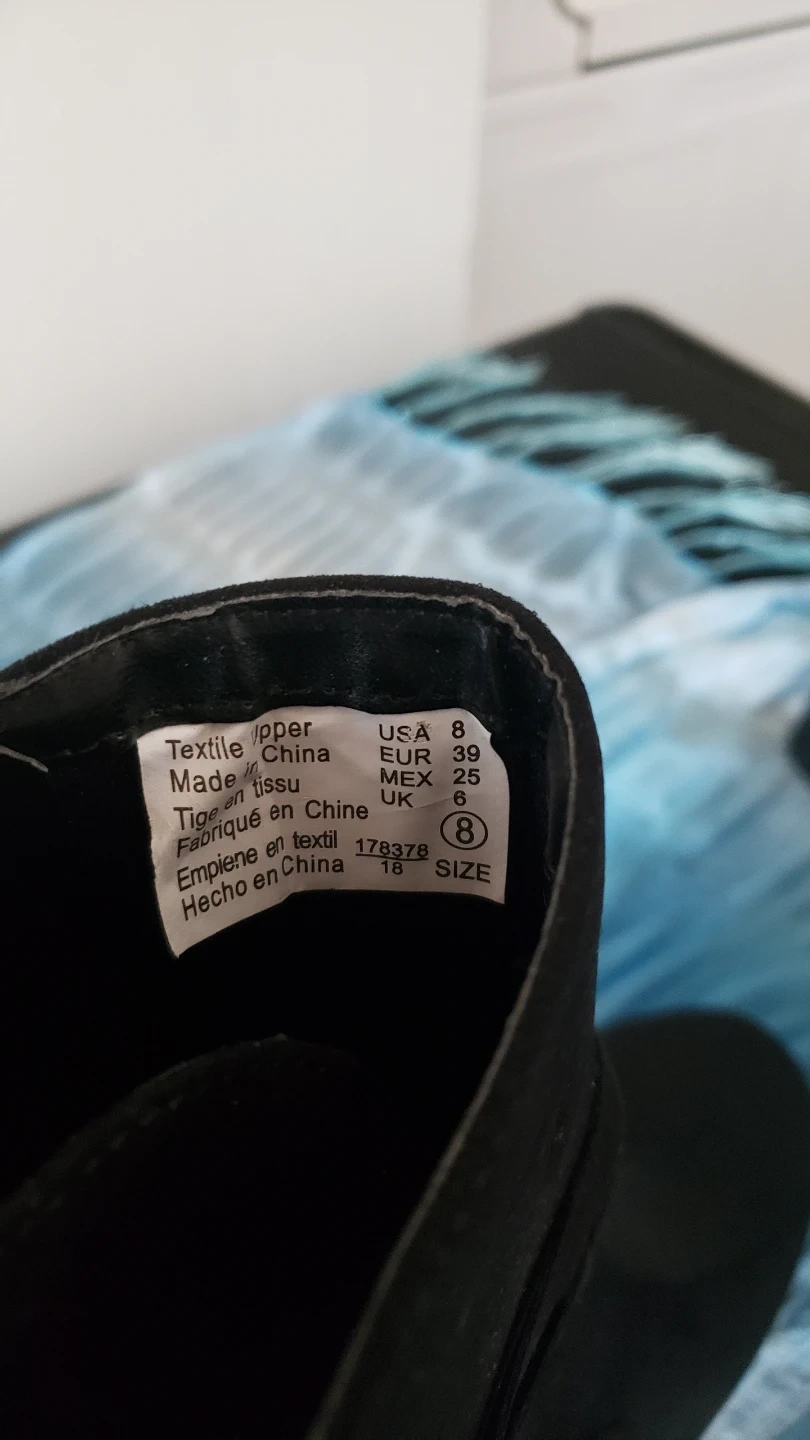 Textile Upper
Made in China
Tige en tissu
Fabriqué en Chine
Empiene en textil
Hecho en China
USA 8
EUR 39
MEX 25
UK 6
8
178378
18
SIZE